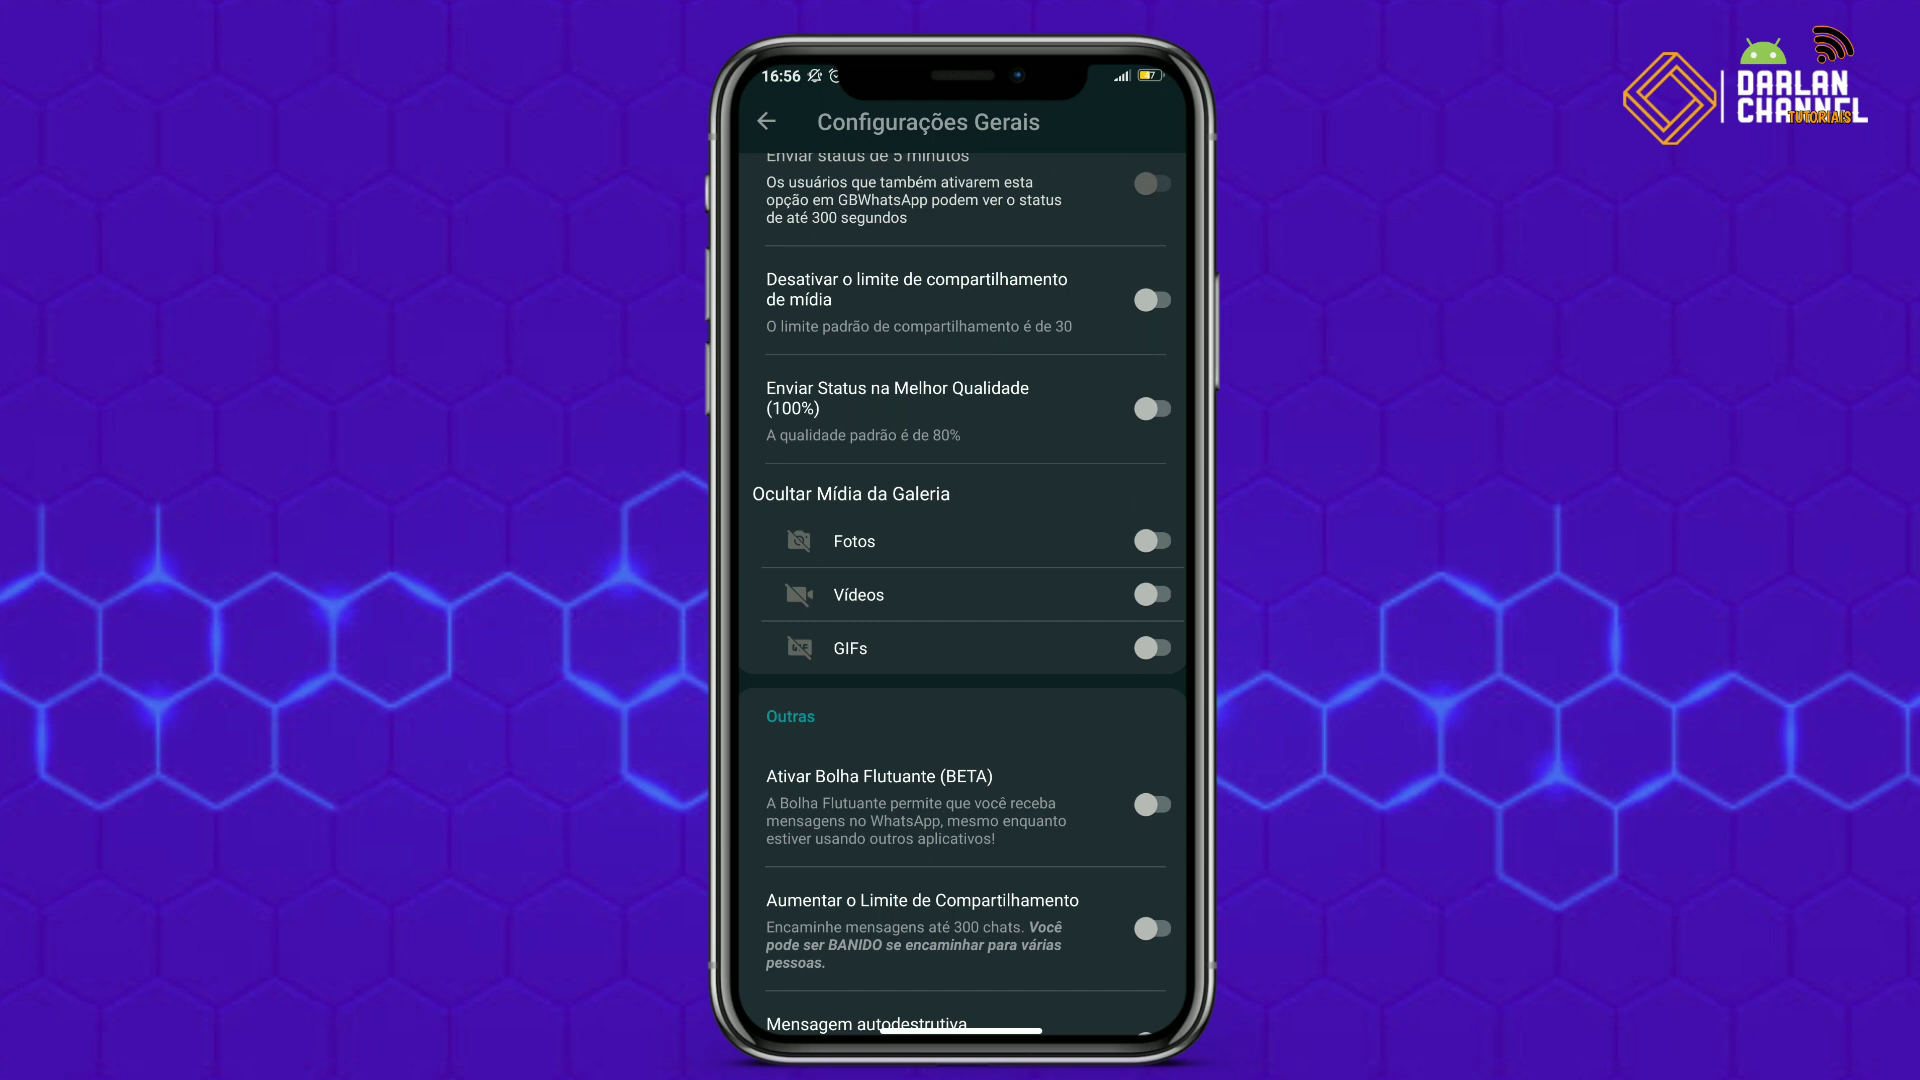 16:56
87
DARLAN
CHANNEL
TUTORIAIS
Configurações Gerais
Enviar status de 5 minutos
Os usuários que também ativarem esta
opção em GBWhatsApp podem ver o status
de até 300 segundos
Desativar o limite de compartilhamento
de mídia
O limite padrão de compartilhamento é de 30
Enviar Status na Melhor Qualidade
(100%)
A qualidade padrão é de 80%
Ocultar Mídia da Galeria
Fotos
Vídeos
GIF
GIFs
Outras
Ativar Bolha Flutuante (BETA)
A Bolha Flutuante permite que você receba
mensagens no WhatsApp, mesmo enquanto
estiver usando outros aplicativos!
Aumentar o Limite de Compartilhamento
Encaminhe mensagens até 300 chats. Você
pode ser BANIDO se encaminhar para várias
pessoas.
Mensagem autodestrutiva